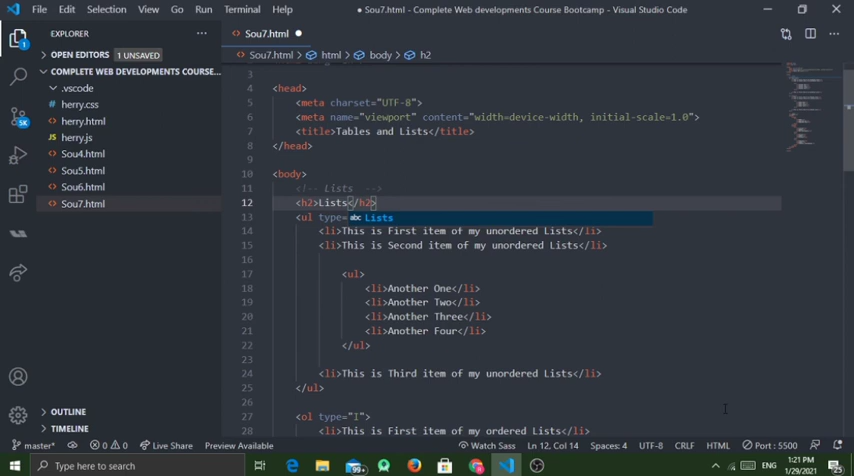 File Edit Selection View Go Run Terminal Help
● Sou7.html - Complete Web developments Course Bootcamp - Visual Studio Code
EXPLORER ···
OPEN EDITORS 1 UNSAVED
COMPLETE WEB DEVELOPMENTS COURSE...
.vscode
herry.css
herry.html
JS herry.js
Sou4.html
Sou5.html
Sou6.html
Sou7.html
OUTLINE
TIMELINE
1
5K
Sou7.html ●
Sou7.html > html > body > h2
3
4 <head>
5 <meta charset="UTF-8">
6 <meta name="viewport" content="width=device-width, initial-scale=1.0">
7 <title>Tables and Lists</title>
8 </head>
9
10 <body>
11 <!-- Lists -->
12 <h2>Lists</h2>
abc Lists
13 <ul type=
14 <li>This is First item of my unordered Lists</li>
15 <li>This is Second item of my unordered Lists</li>
16
17 <ul>
18 <li>Another One</li>
19 <li>Another Two</li>
20 <li>Another Three</li>
21 <li>Another Four</li>
22 </ul>
23
24 <li>This is Third item of my unordered Lists</li>
25 </ul>
26
27 <ol type="I">
28 <li>This is First item of my ordered Lists</li>
master* 0 0 Live Share Preview Available Watch Sass Ln 12, Col 14 Spaces: 4 UTF-8 CRLF HTML Port : 5500
Type here to search 99+ ENG 1:21 PM 1/29/2021 23